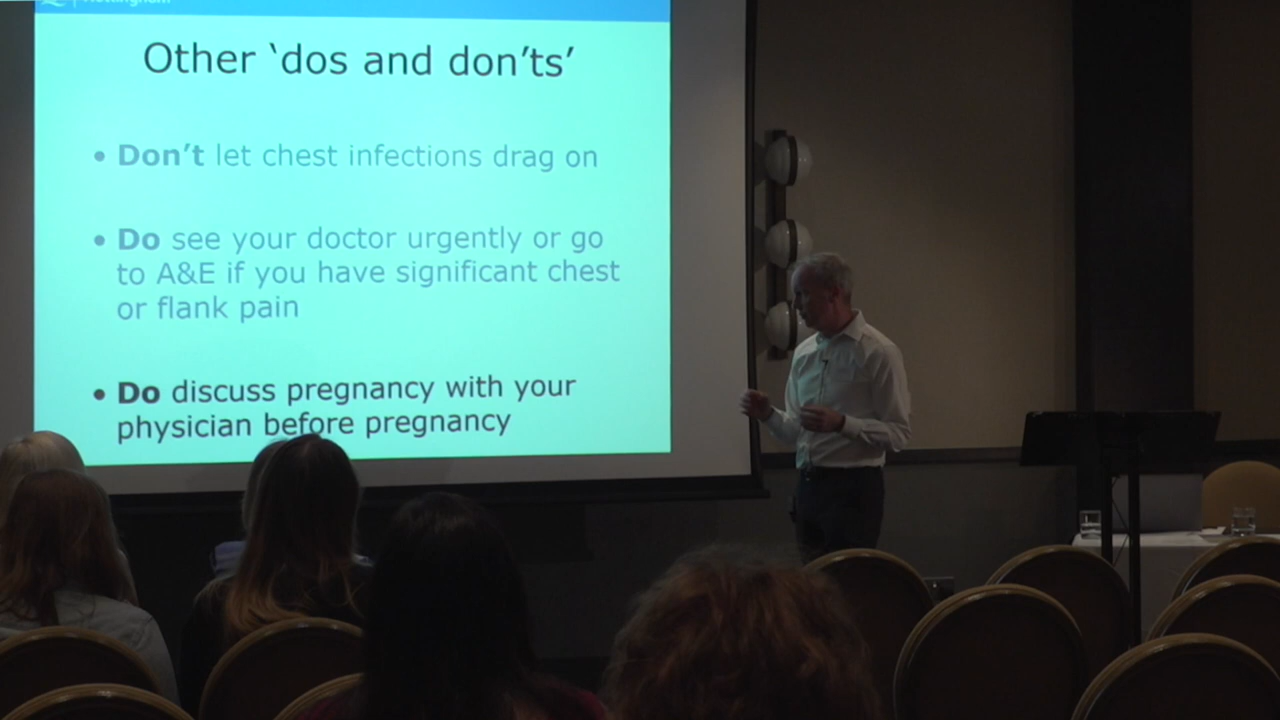 Nottingham
Other ‘dos and don’ts’
• Don’t let chest infections drag on
• Do see your doctor urgently or go
to A&E if you have significant chest
or flank pain
• Do discuss pregnancy with your
physician before pregnancy